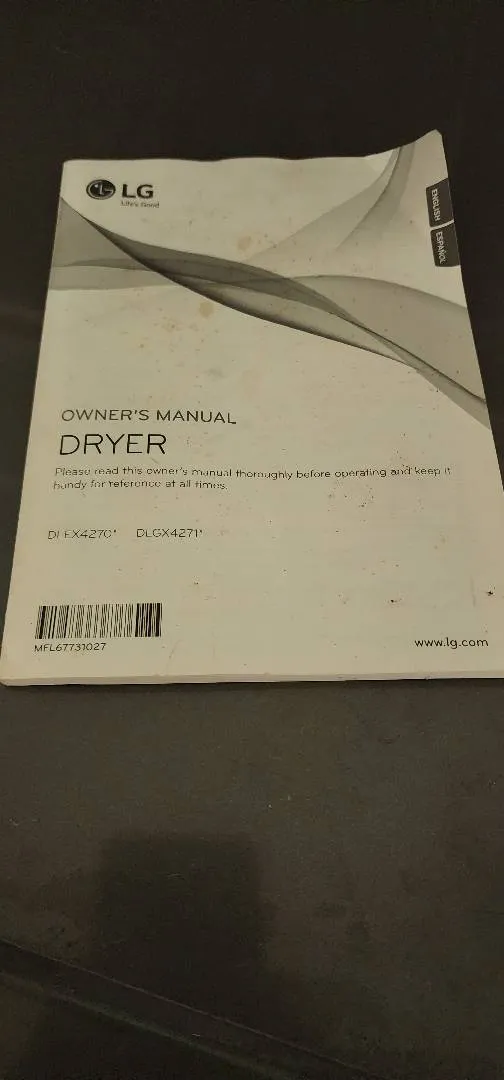 LG
Life's Good
ENGLISH
ESPAÑOL
OWNER'S MANUAL
DRYER
Please read this owner's manual thoroughly before operating and keep it
handy for reference at all times.
DLEX4270* DLGX4271*
MFL67731027
www.lg.com